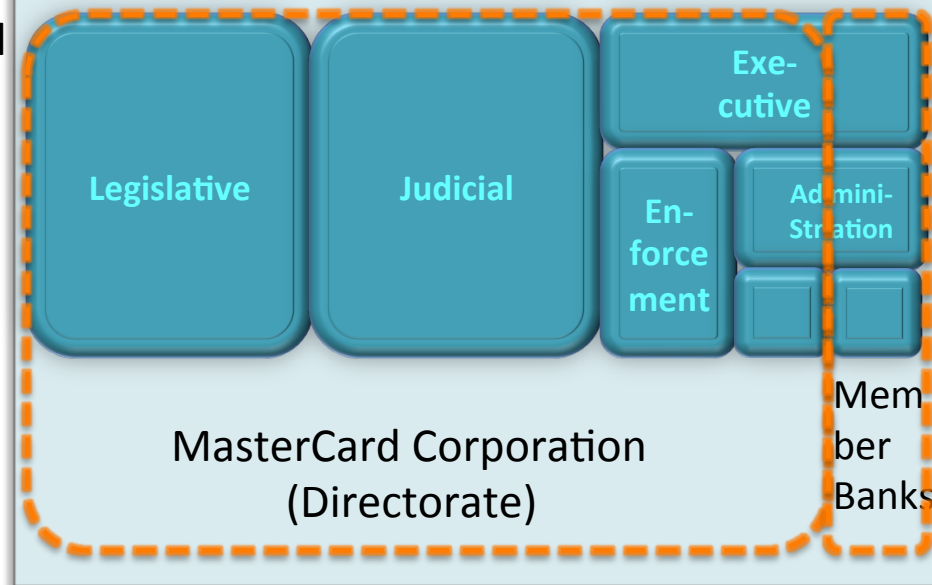 Legislative
Judicial
Exe-
cutive
En-
force
ment
Admini-
Stration
MasterCard Corporation
(Directorate)
Mem
ber
Banks